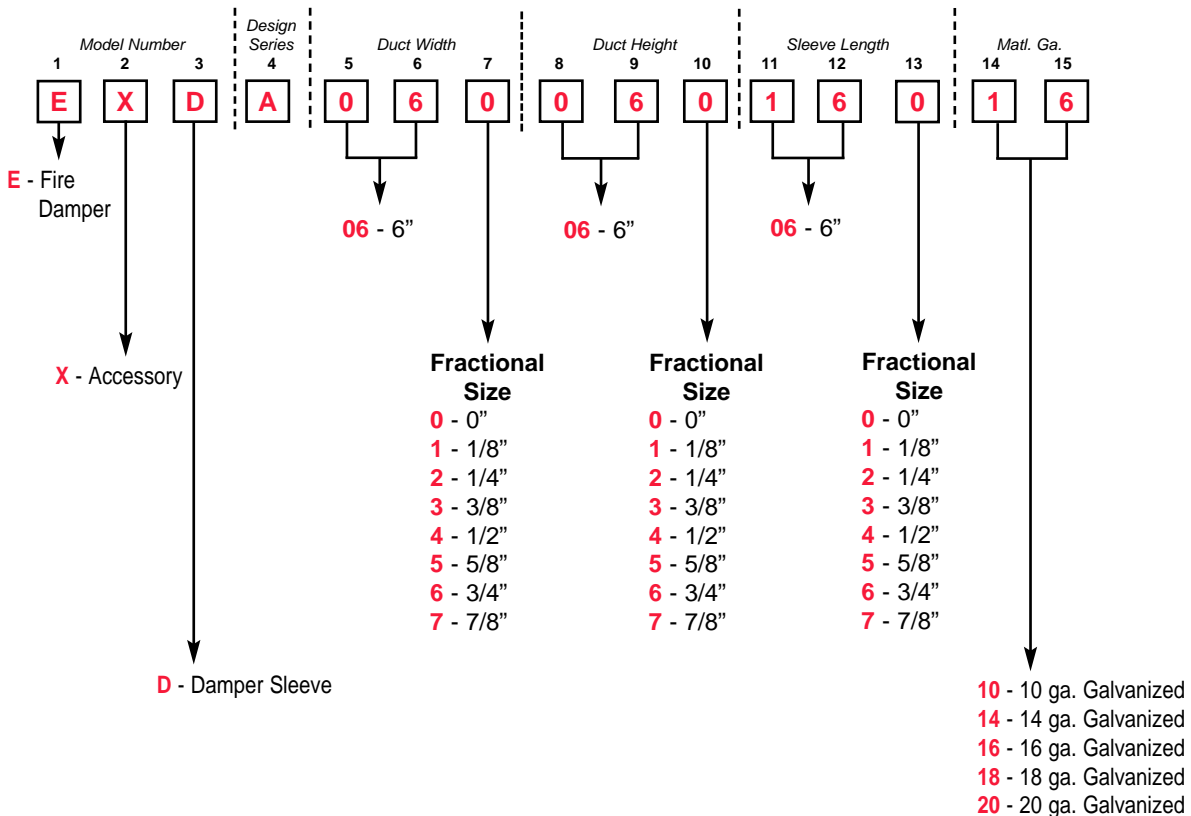 Model Number
Design
Series
Duct Width
Duct Height
Sleeve Length
Matl. Ga.
1 2 3 4 5 6 7 8 9 10 11 12 13 14 15
E X D A 0 6 0 0 6 0 1 6 0 1 6
E - Fire
Damper
06 - 6”
06 - 6”
06 - 6”
X - Accessory
Fractional
Size
0 - 0”
1 - 1/8”
2 - 1/4”
3 - 3/8”
4 - 1/2”
5 - 5/8”
6 - 3/4”
7 - 7/8”
Fractional
Size
0 - 0”
1 - 1/8”
2 - 1/4”
3 - 3/8”
4 - 1/2”
5 - 5/8”
6 - 3/4”
7 - 7/8”
Fractional
Size
0 - 0”
1 - 1/8”
2 - 1/4”
3 - 3/8”
4 - 1/2”
5 - 5/8”
6 - 3/4”
7 - 7/8”
D - Damper Sleeve
10 - 10 ga. Galvanized
14 - 14 ga. Galvanized
16 - 16 ga. Galvanized
18 - 18 ga. Galvanized
20 - 20 ga. Galvanized